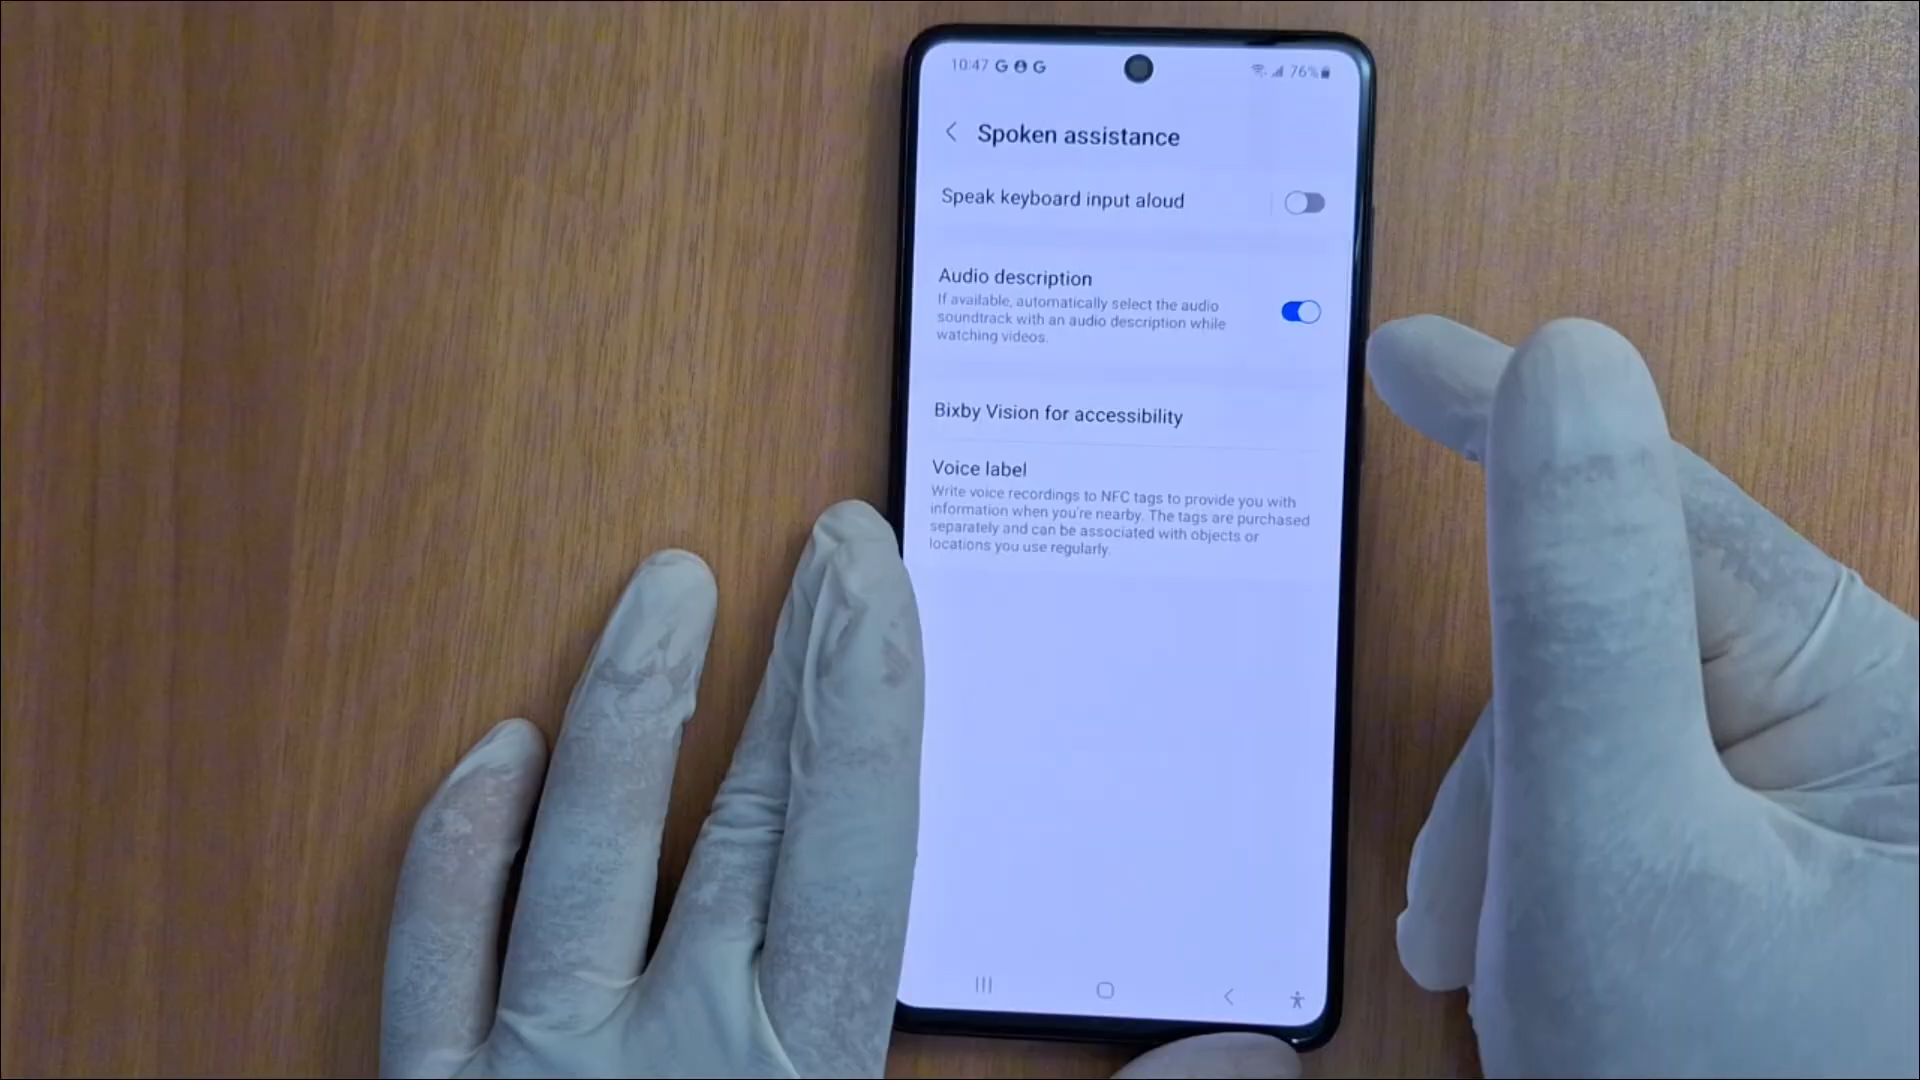 10:47 G G
76%
Spoken assistance
Speak keyboard input aloud
Audio description
If available, automatically select the audio
soundtrack with an audio description while
watching videos.
Bixby Vision for accessibility
Voice label
Write voice recordings to NFC tags to provide you with
information when you're nearby. The tags are purchased
separately and can be associated with objects or
locations you use regularly.